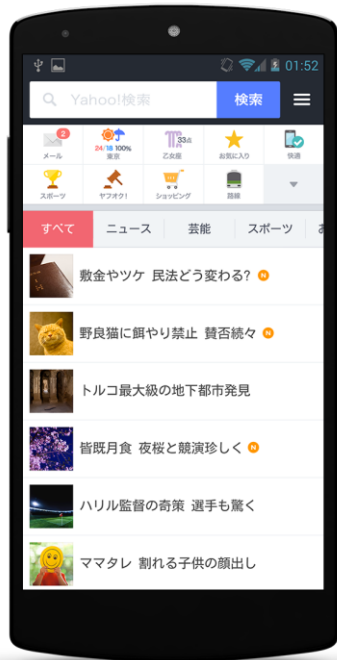 01:52
Yahoo!検索
検索
2
24/18 100%
33点
メール
東京
乙女座
お気に入り
快適
スポーツ
ヤフオク!
ショッピング
路線
すべて
ニュース
芸能
スポーツ
敷金やツケ 民法どう変わる? N
野良猫に餌やり禁止 賛否続々 N
トルコ最大級の地下都市発見
皆既月食 夜桜と競演珍しく N
ハリル監督の奇策 選手も驚く
ママタレ 割れる子供の顔出し